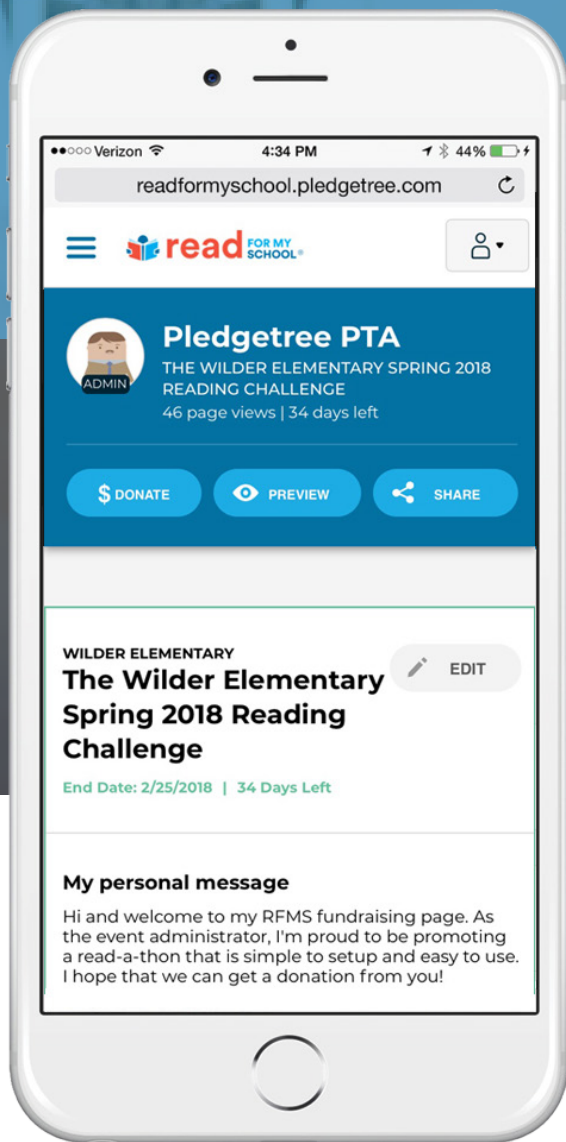 Verizon 4:34 PM 44%
readformyschool.pledgetree.com
read FOR MY
SCHOOL®
Pledgetree PTA
ADMIN
THE WILDER ELEMENTARY SPRING 2018
READING CHALLENGE
46 page views | 34 days left
$ DONATE PREVIEW SHARE
WILDER ELEMENTARY
EDIT
The Wilder Elementary
Spring 2018 Reading
Challenge
End Date: 2/25/2018 | 34 Days Left
My personal message
Hi and welcome to my RFMS fundraising page. As
the event administrator, I'm proud to be promoting
a read-a-thon that is simple to setup and easy to use.
I hope that we can get a donation from you!